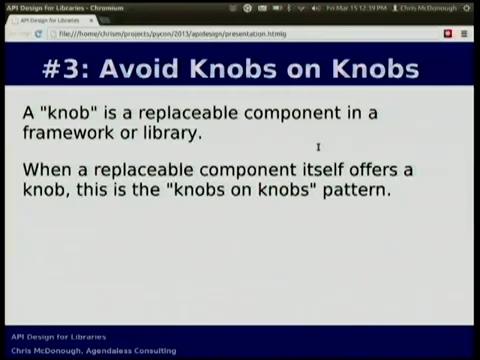 API Design for Libraries - Chromium
Fri Mar 15 12:39 PM
Chris McDonough
API Design for Libraries
file:///home/chrism/projects/pycon/2013/apidesign/presentation.html
#3: Avoid Knobs on Knobs
A "knob" is a replaceable component in a
framework or library.
When a replaceable component itself offers a
knob, this is the "knobs on knobs" pattern.
API Design for Libraries
Chris McDonough, Agendaless Consulting